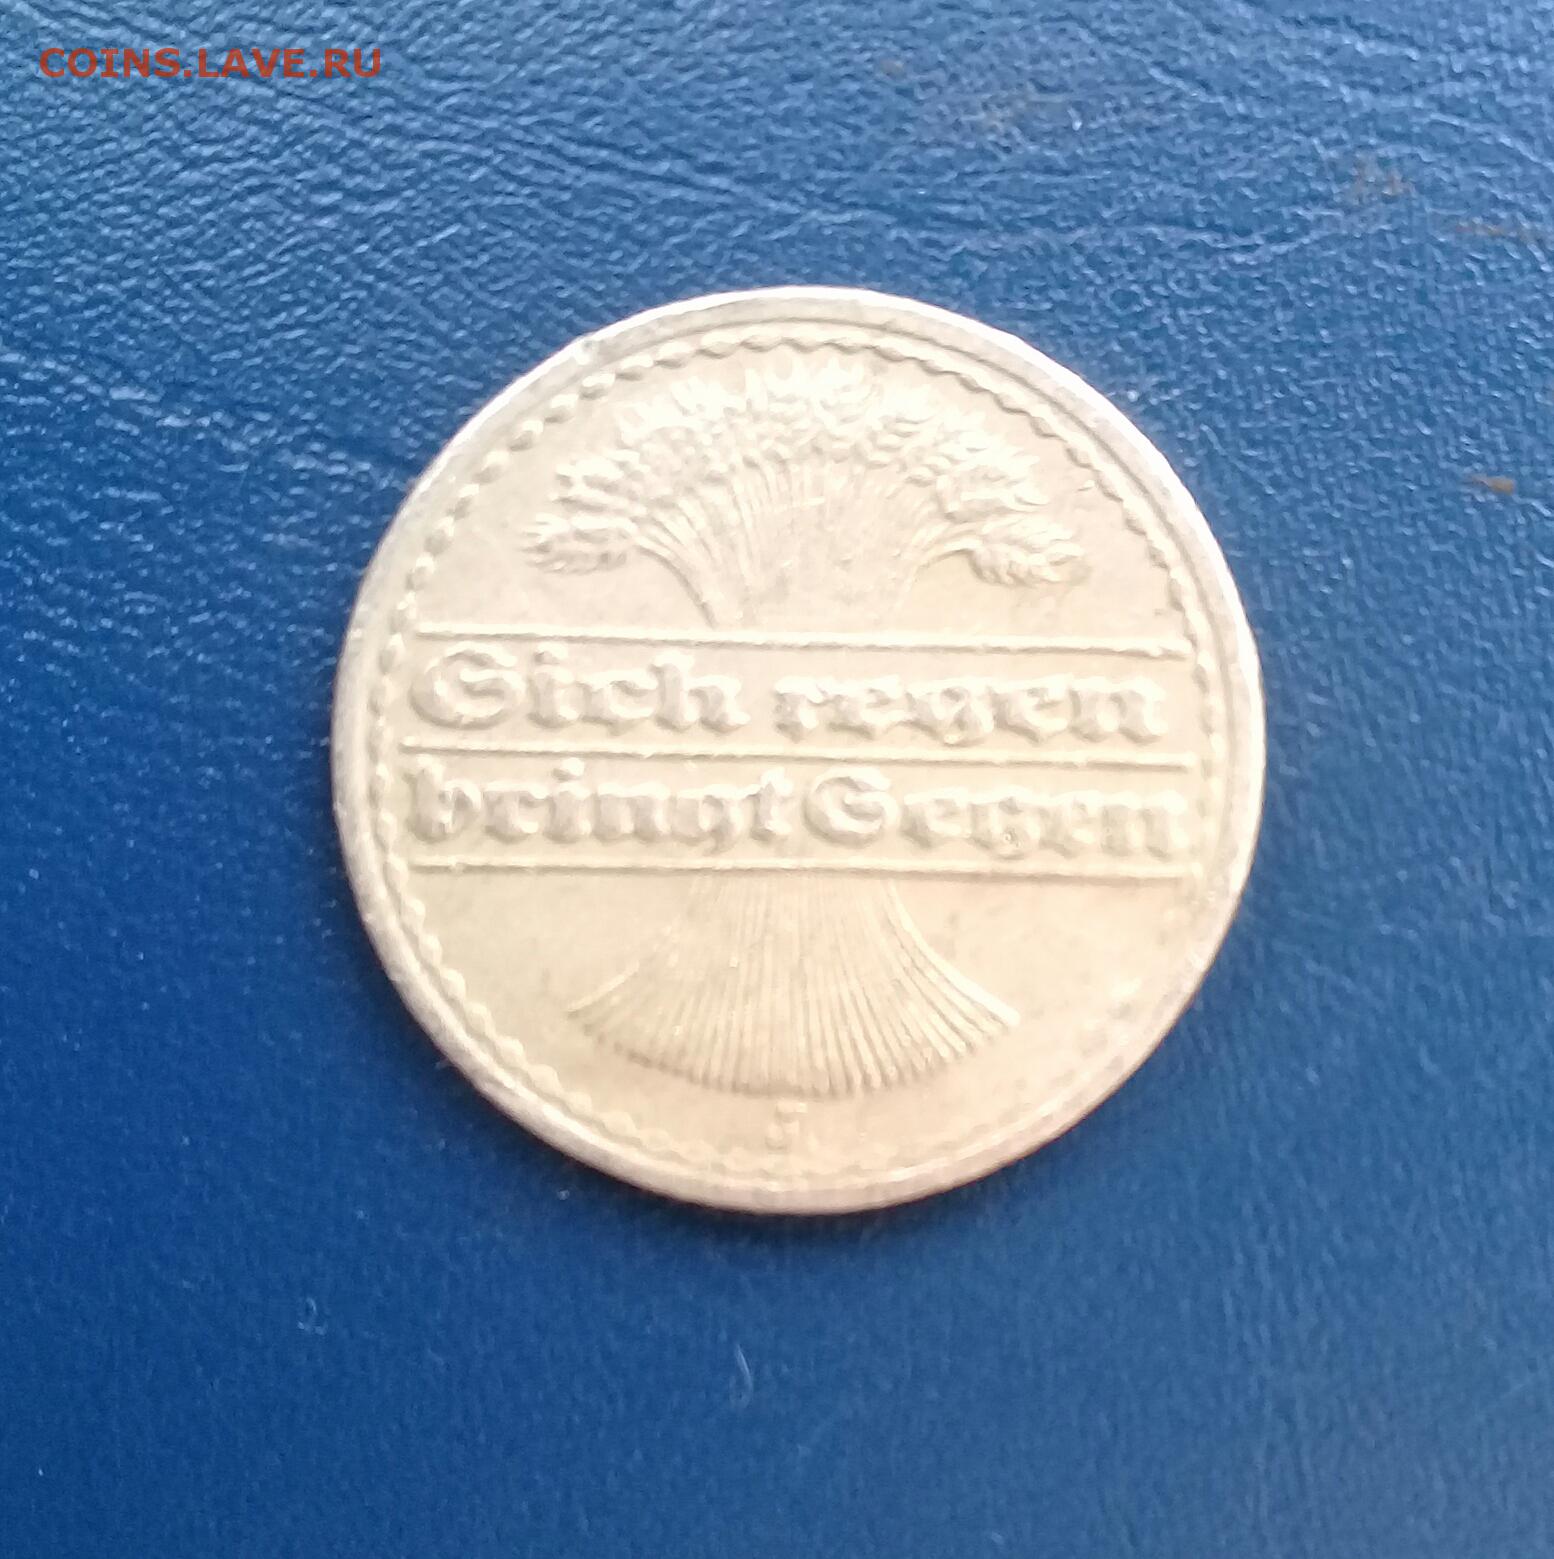 COINS.LAVE.RU
Sich regen
bringt Segen